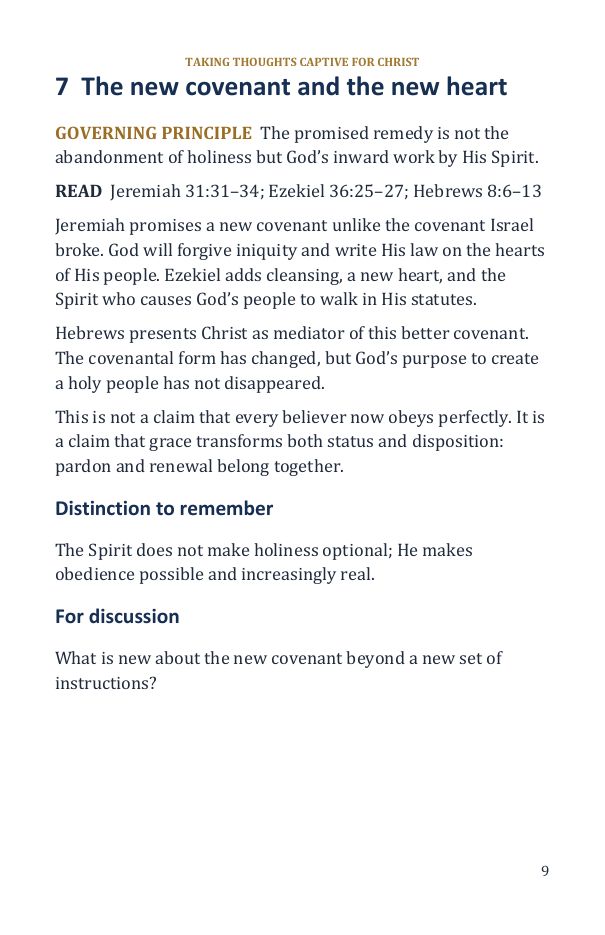 TAKING THOUGHTS CAPTIVE FOR CHRIST
7 The new covenant and the new heart
GOVERNING PRINCIPLE The promised remedy is not the
abandonment of holiness but God’s inward work by His Spirit.
READ Jeremiah 31:31–34; Ezekiel 36:25–27; Hebrews 8:6–13
Jeremiah promises a new covenant unlike the covenant Israel
broke. God will forgive iniquity and write His law on the hearts
of His people. Ezekiel adds cleansing, a new heart, and the
Spirit who causes God’s people to walk in His statutes.
Hebrews presents Christ as mediator of this better covenant.
The covenantal form has changed, but God’s purpose to create
a holy people has not disappeared.
This is not a claim that every believer now obeys perfectly. It is
a claim that grace transforms both status and disposition:
pardon and renewal belong together.
Distinction to remember
The Spirit does not make holiness optional; He makes
obedience possible and increasingly real.
For discussion
What is new about the new covenant beyond a new set of
instructions?
9